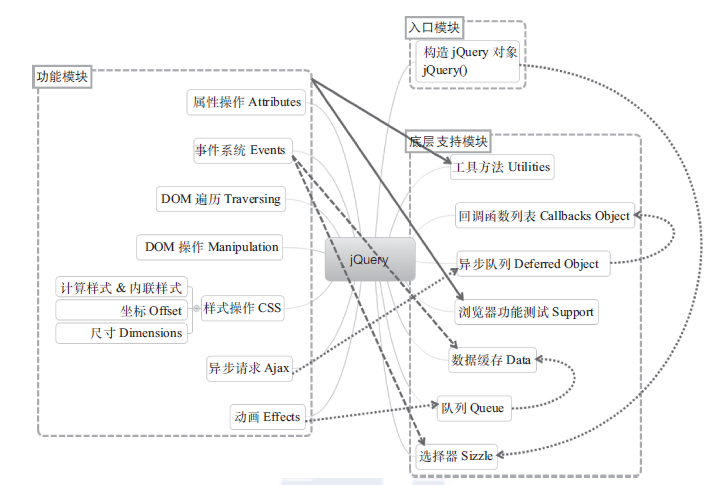 入口模块
构造 jQuery 对象
jQuery()
功能模块
属性操作 Attributes
事件系统 Events
DOM 遍历 Traversing
DOM 操作 Manipulation
计算样式 & 内联样式
坐标 Offset
尺寸 Dimensions
样式操作 CSS
异步请求 Ajax
动画 Effects
jQuery
底层支持模块
工具方法 Utilities
回调函数列表 Callbacks Object
异步队列 Deferred Object
浏览器功能测试 Support
数据缓存 Data
队列 Queue
选择器 Sizzle